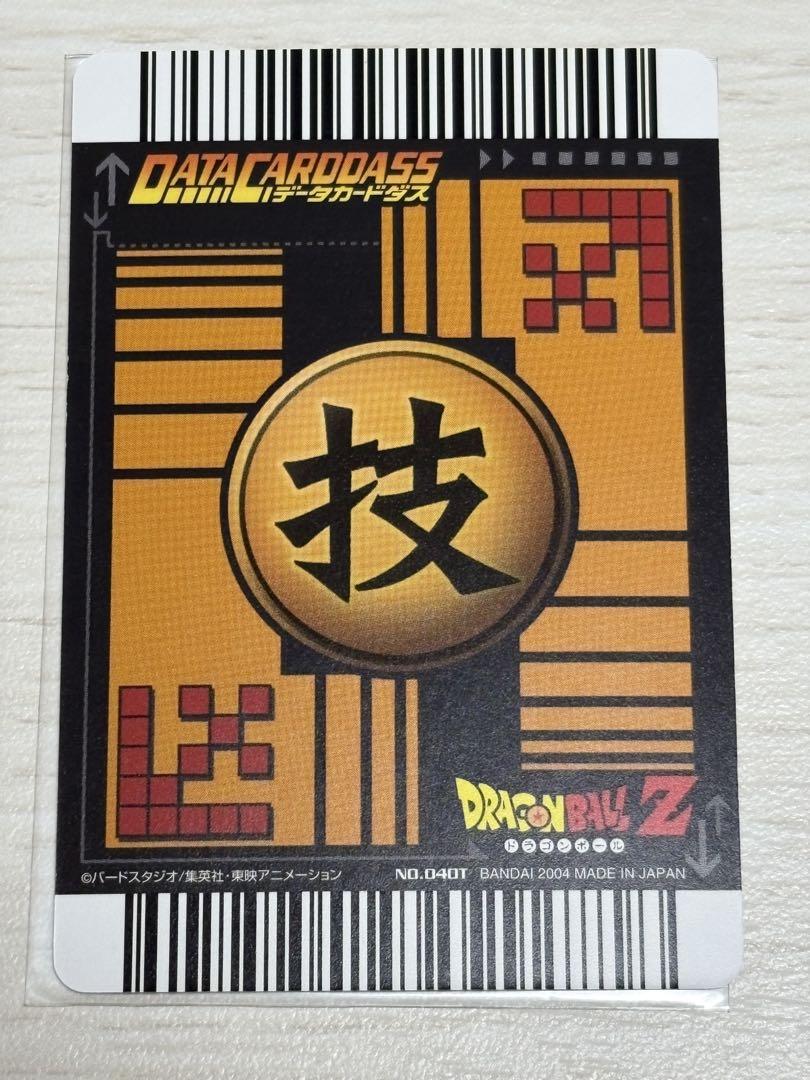 DATACARDDASS
データカードダス
技
DRAGONBALL Z
ドラゴンボール
©バードスタジオ/集英社・東映アニメーション NO.040T BANDAI 2004 MADE IN JAPAN